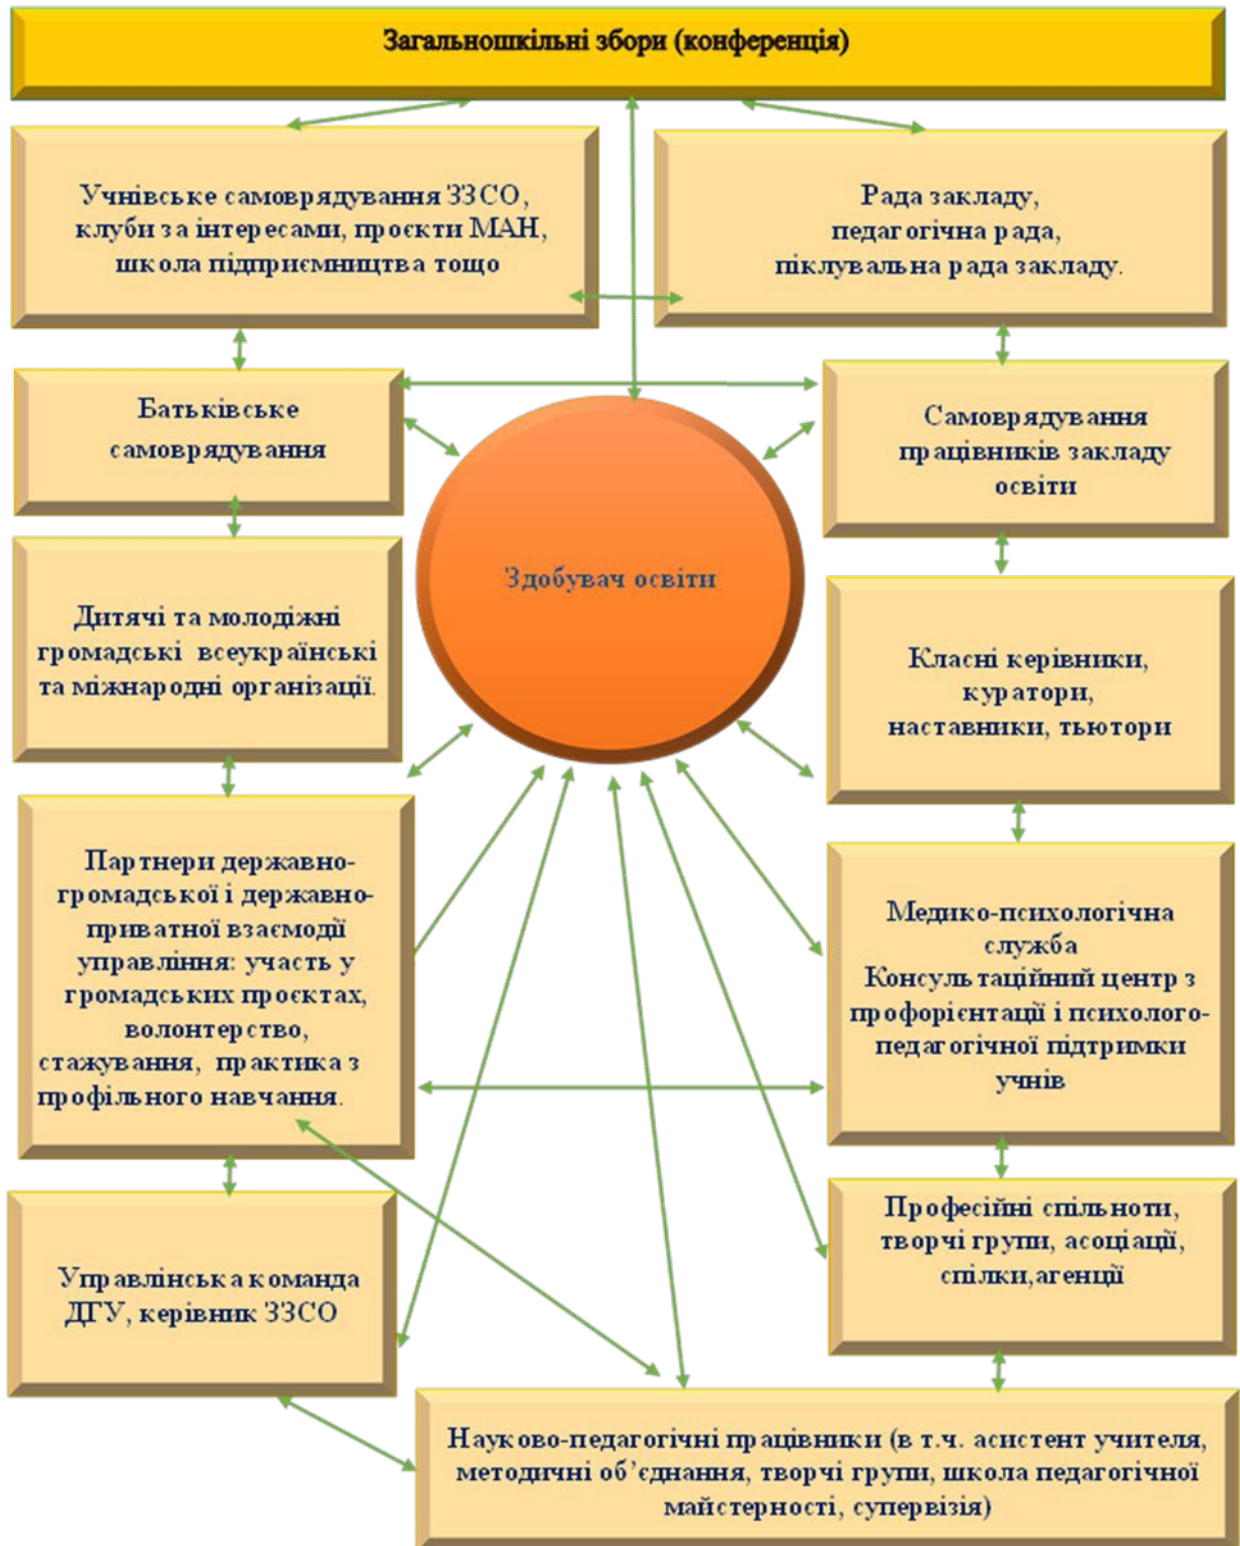 Загальношкільні збори (конференція)
Учнівське самоврядування ЗЗСО,
клуби за інтересами, проєкти МАН,
школа підприємництва тощо
Рада закладу,
педагогічна рада,
піклувальна рада закладу.
Батьківське
самоврядування
Самоврядування
працівників закладу
освіти
Здобувач освіти
Дитячі та молодіжні
громадські всеукраїнські
та міжнародні організації.
Класні керівники,
куратори,
наставники, тьютори
Партнери державно-
громадської і державно-
приватної взаємодії
управління: участь у
громадських проєктах,
волонтерство,
стажування, практика з
профільного навчання.
Медико-психологічна
служба
Консультаційний центр з
профорієнтації і психолого-
педагогічної підтримки
учнів
Управлінська команда
ДГУ, керівник ЗЗСО
Професійні спільноти,
творчі групи, асоціації,
спілки,агенції
Науково-педагогічні працівники (в т.ч. асистент учителя,
методичні об’єднання, творчі групи, школа педагогічної
майстерності, супервізія)